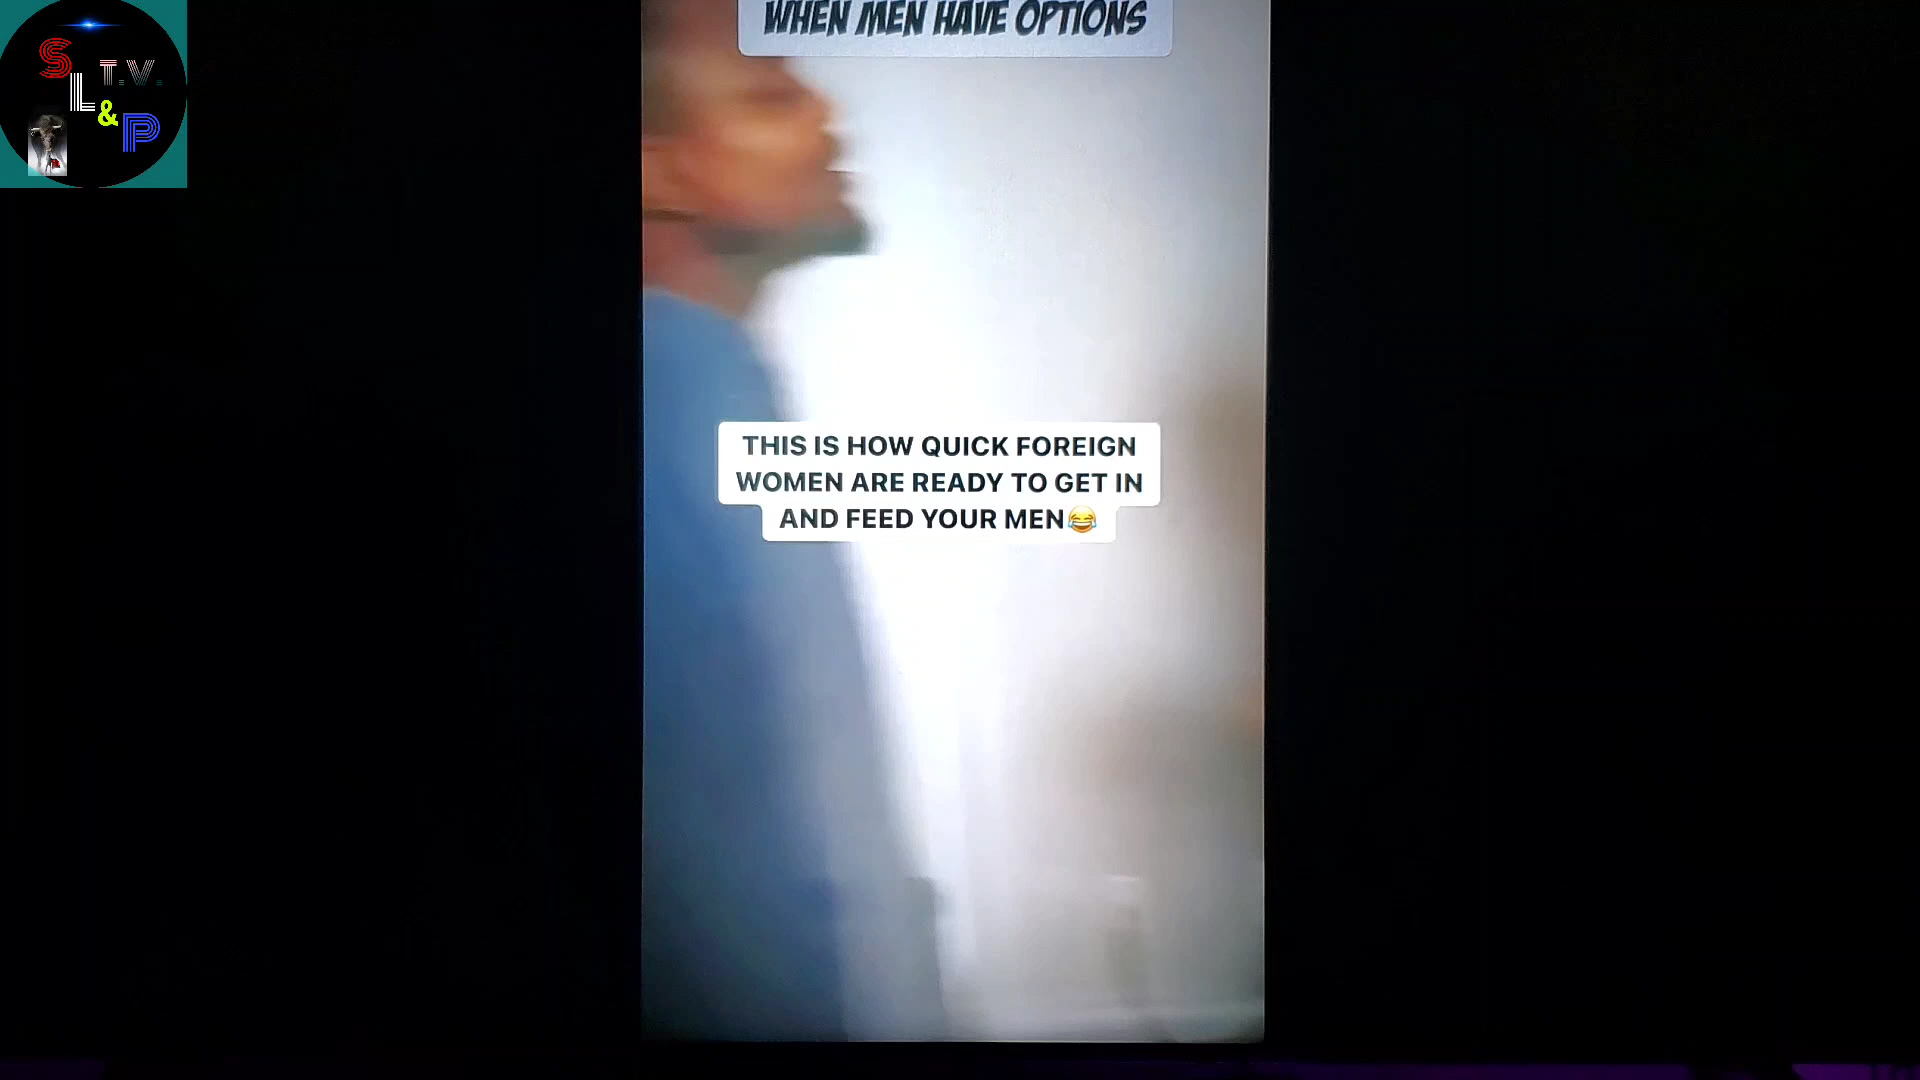 WHEN MEN HAVE OPTIONS
S
T.V.
L
&
P
THIS IS HOW QUICK FOREIGN
WOMEN ARE READY TO GET IN
AND FEED YOUR MEN😂